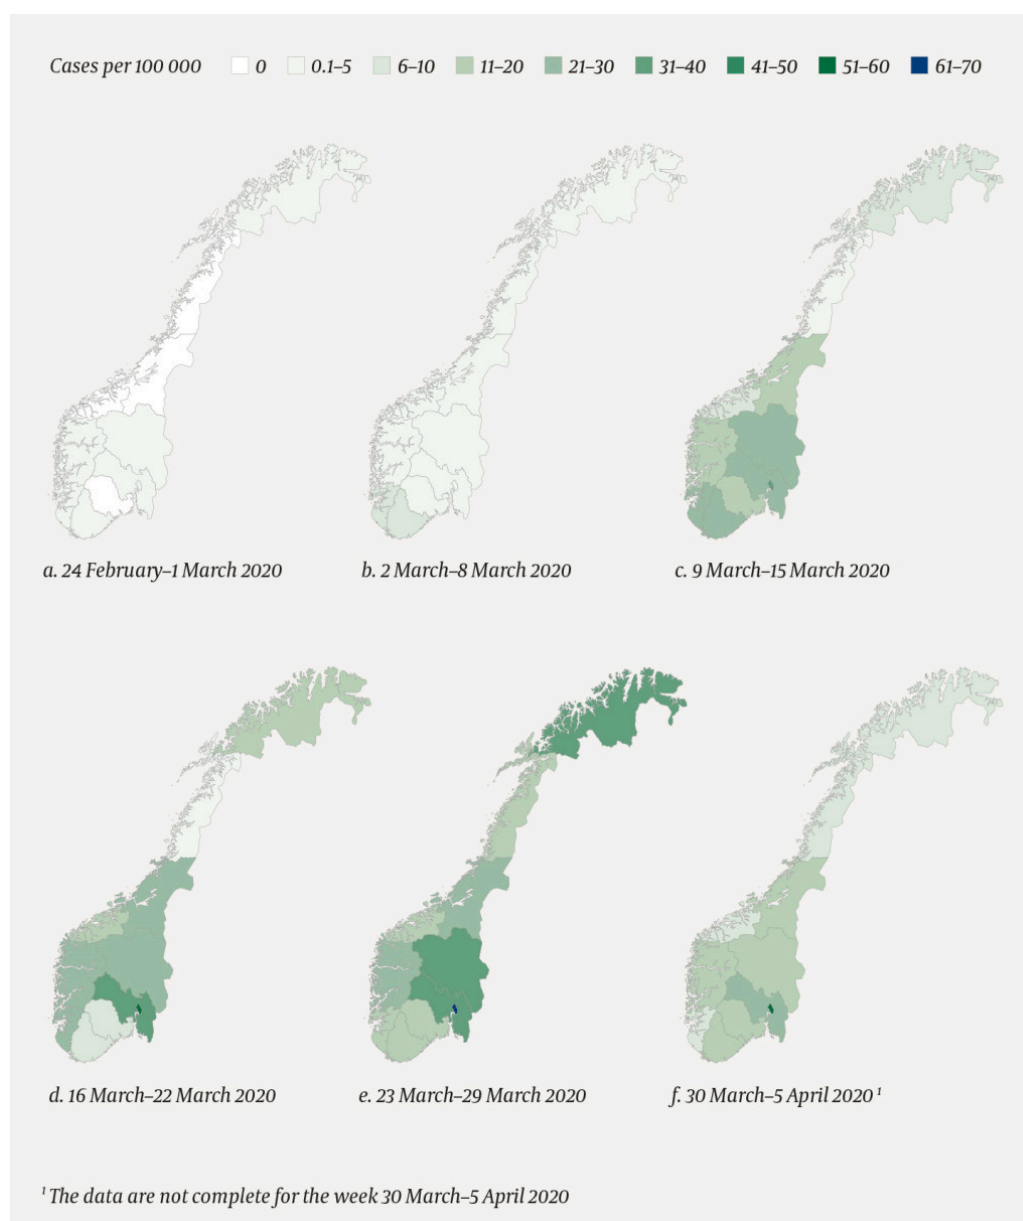 Cases per 100 000 0 0.1–5 6–10 11–20 21–30 31–40 41–50 51–60 61–70
a. 24 February–1 March 2020 b. 2 March–8 March 2020 c. 9 March–15 March 2020
d. 16 March–22 March 2020 e. 23 March–29 March 2020 f. 30 March–5 April 2020 ¹
¹ The data are not complete for the week 30 March–5 April 2020